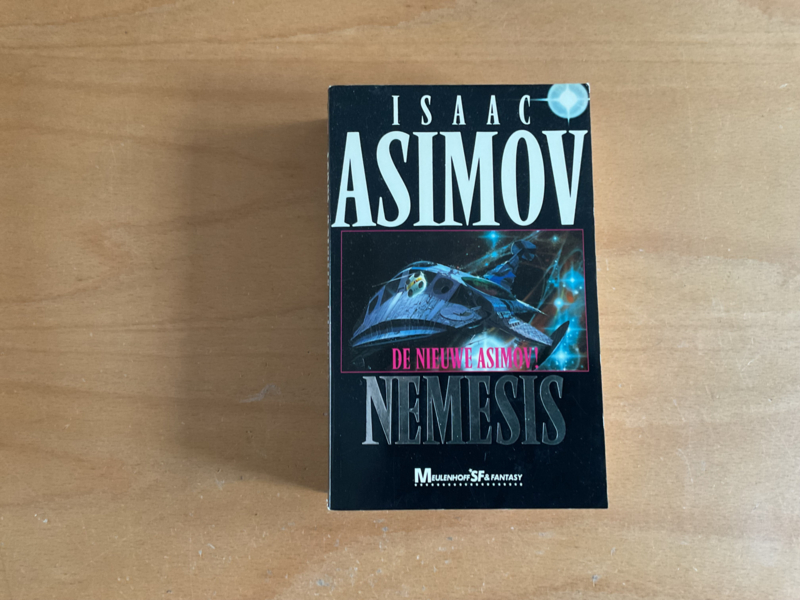 ISAAC
ASIMOV
DE NIEUWE ASIMOV!
NEMESIS
MEULENHOFF SF & FANTASY